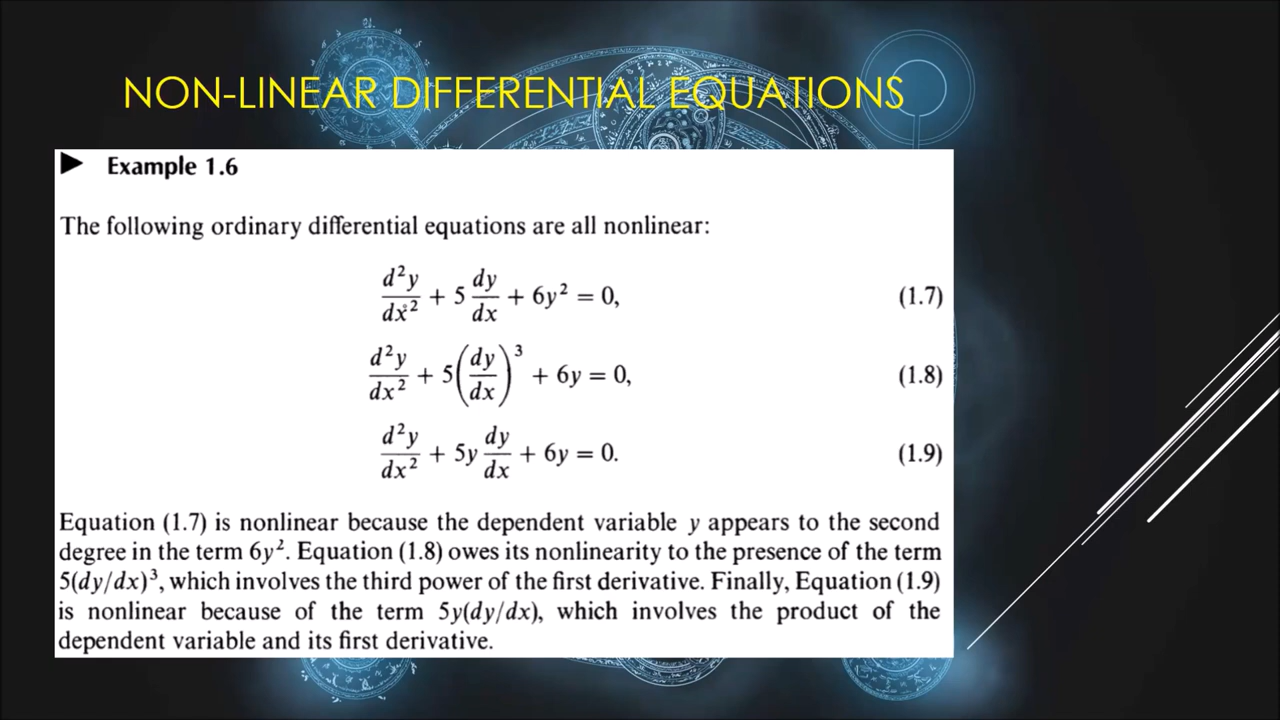 NON-LINEAR DIFFERENTIAL EQUATIONS
▶ Example 1.6
The following ordinary differential equations are all nonlinear:
d²y/dx² + 5 dy/dx + 6y² = 0, (1.7)
d²y/dx² + 5(dy/dx)³ + 6y = 0, (1.8)
d²y/dx² + 5y dy/dx + 6y = 0. (1.9)
Equation (1.7) is nonlinear because the dependent variable y appears to the second
degree in the term 6y². Equation (1.8) owes its nonlinearity to the presence of the term
5(dy/dx)³, which involves the third power of the first derivative. Finally, Equation (1.9)
is nonlinear because of the term 5y(dy/dx), which involves the product of the
dependent variable and its first derivative.